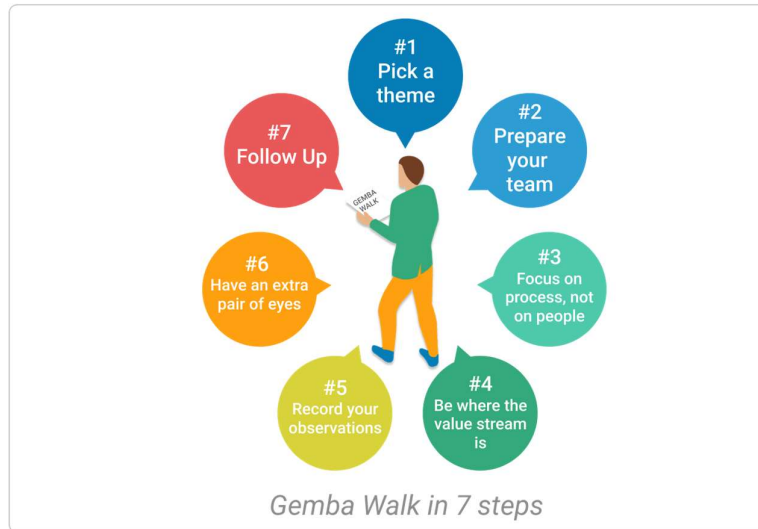 #1
Pick a
theme
#2
Prepare
your
team
#3
Focus on
process, not
on people
#4
Be where the
value stream
is
#5
Record your
observations
#6
Have an extra
pair of eyes
#7
Follow Up
GEMBA
WALK
Gemba Walk in 7 steps